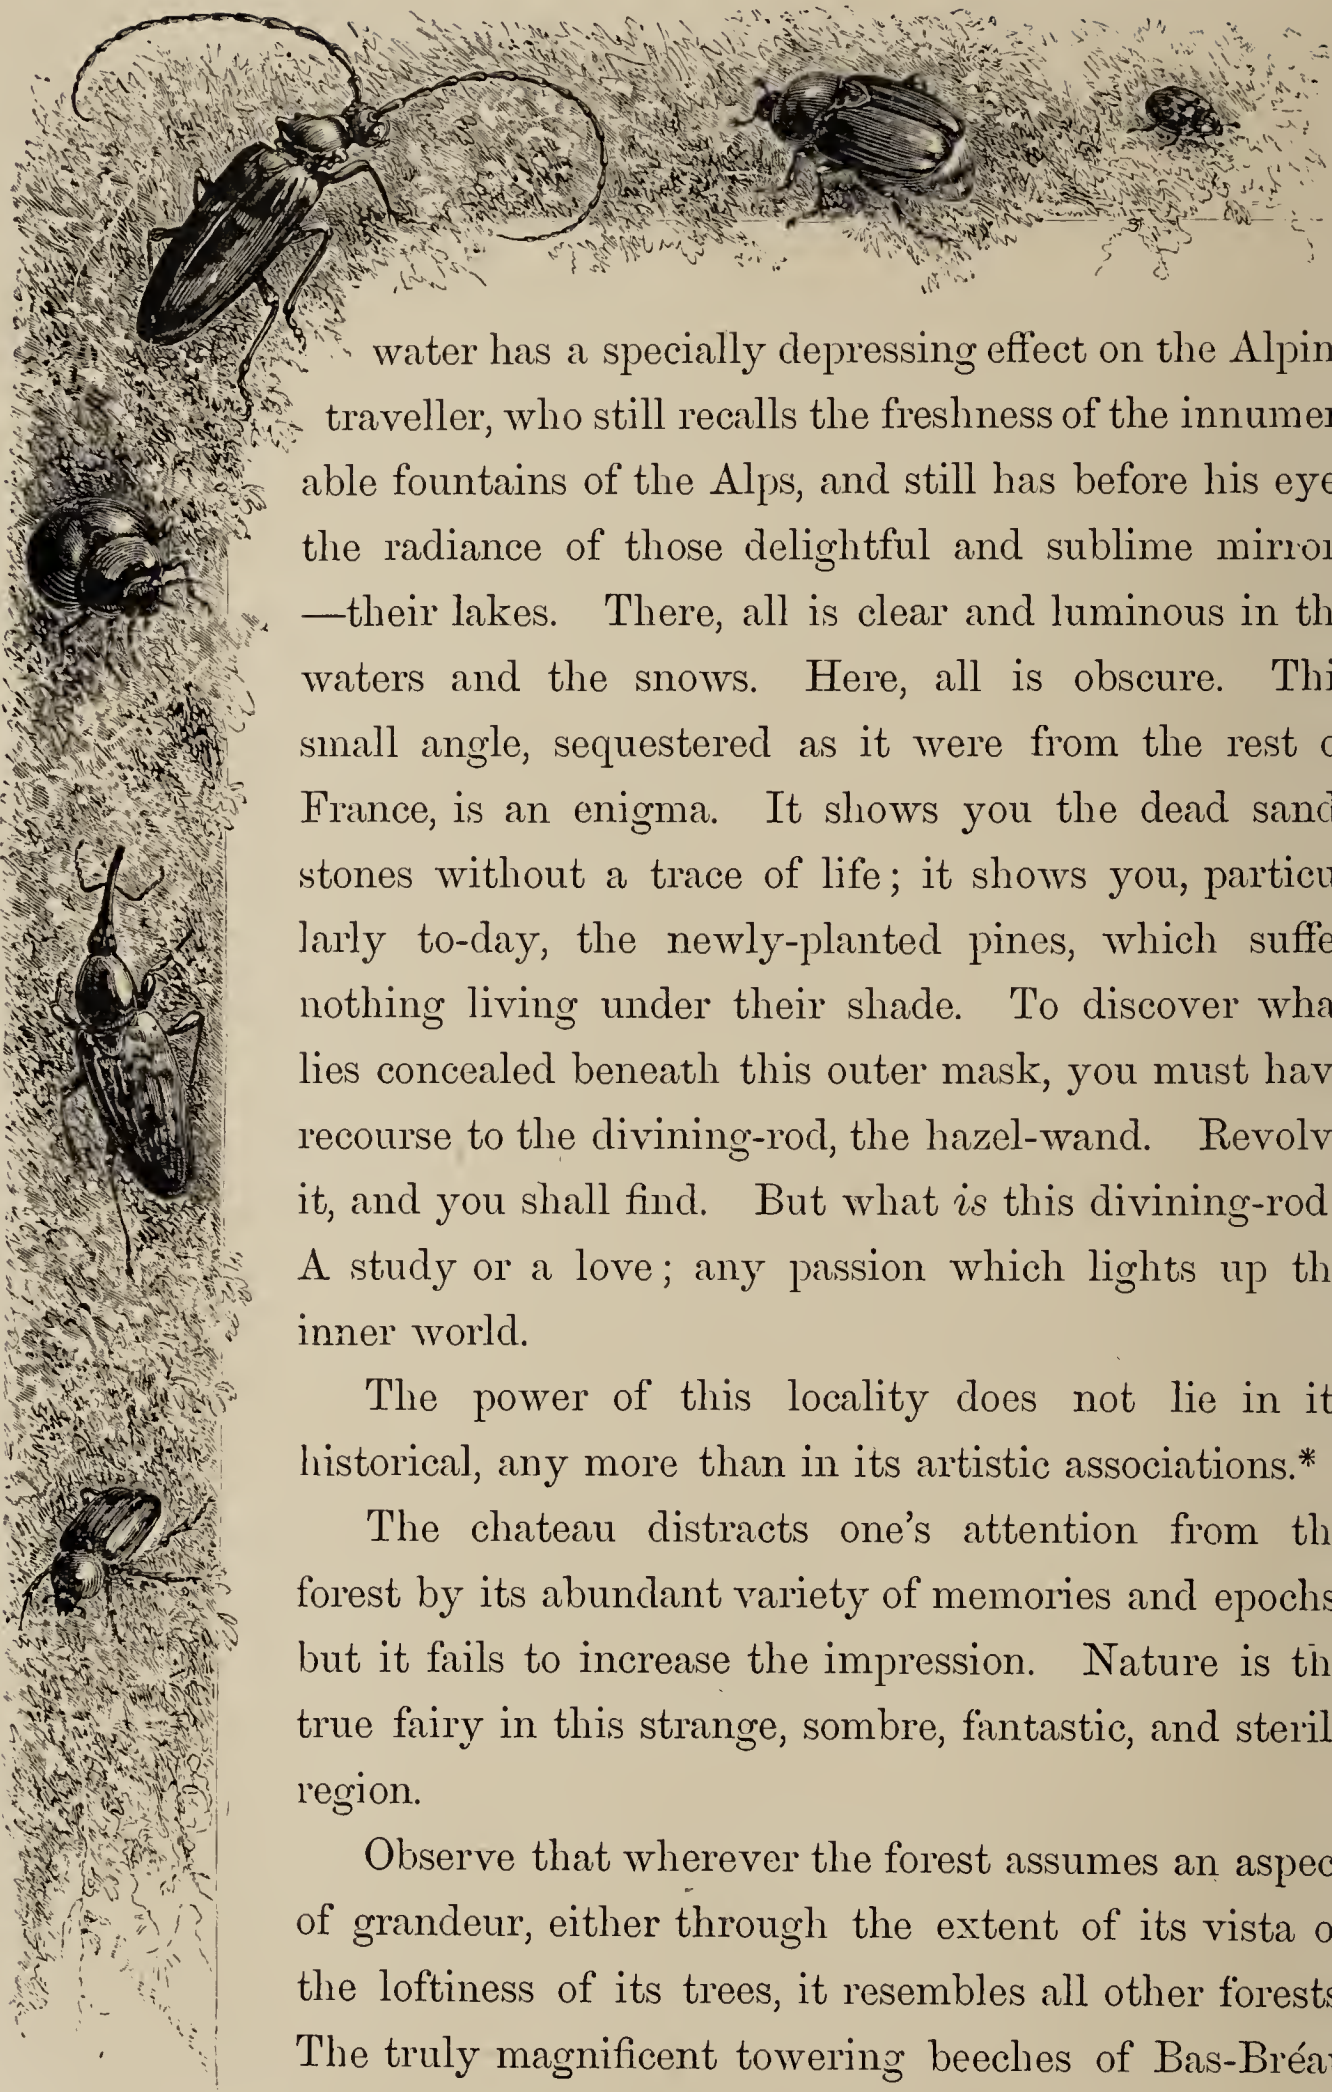 water has a specially depressing effect on the Alpin
traveller, who still recalls the freshness of the innumer
able fountains of the Alps, and still has before his eye
the radiance of those delightful and sublime mirror
—their lakes. There, all is clear and luminous in th
waters and the snows. Here, all is obscure. Thi
small angle, sequestered as it were from the rest o
France, is an enigma. It shows you the dead sand
stones without a trace of life; it shows you, particu
larly to-day, the newly-planted pines, which suffe
nothing living under their shade. To discover wha
lies concealed beneath this outer mask, you must hav
recourse to the divining-rod, the hazel-wand. Revolv
it, and you shall find. But what is this divining-rod
A study or a love; any passion which lights up th
inner world.
The power of this locality does not lie in it
historical, any more than in its artistic associations.*
The chateau distracts one's attention from th
forest by its abundant variety of memories and epochs
but it fails to increase the impression. Nature is th
true fairy in this strange, sombre, fantastic, and steril
region.
Observe that wherever the forest assumes an aspec
of grandeur, either through the extent of its vista o
the loftiness of its trees, it resembles all other forests
The truly magnificent towering beeches of Bas-Bréa